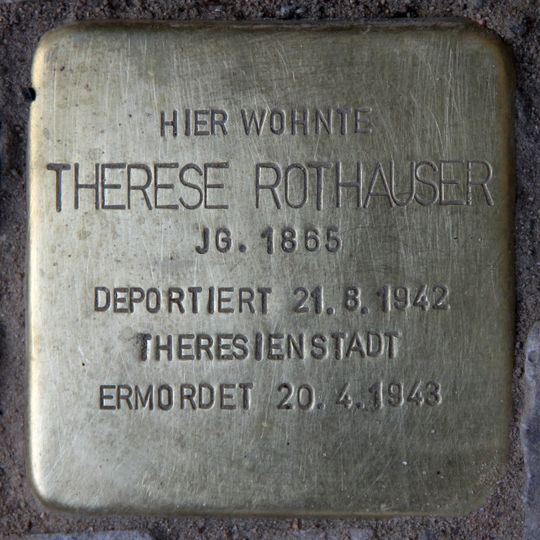 HIER WOHNTE
THERESE ROTHAUSER
JG. 1865
DEPORTIERT 21.8.1942
THERESIENSTADT
ERMORDET 20.4.1943